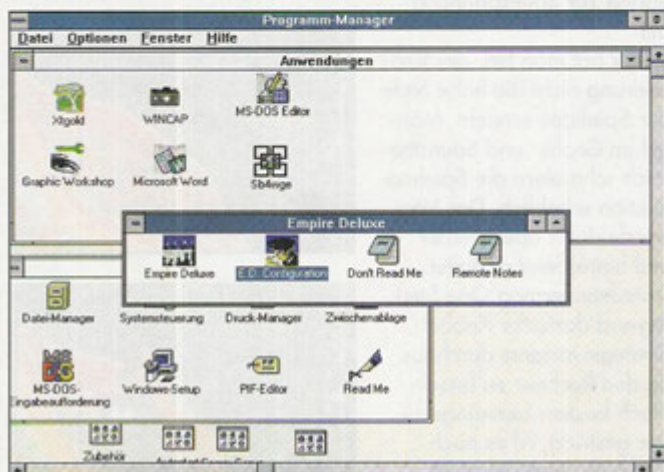 Programm-Manager
Datei Optionen Fenster Hilfe
Anwendungen
Xtgold WINCAP MS-DOS Editor
Graphic Workshop Microsoft Word Sb4wge
Empire Deluxe
Empire Deluxe E.D. Configuration Don't Read Me Remote Notes
Datei-Manager Systemsteuerung Druck-Manager Zwischenablage
MS-DOS-
Eingabeaufforderung Windows-Setup PIF-Editor Read Me
Zubehör